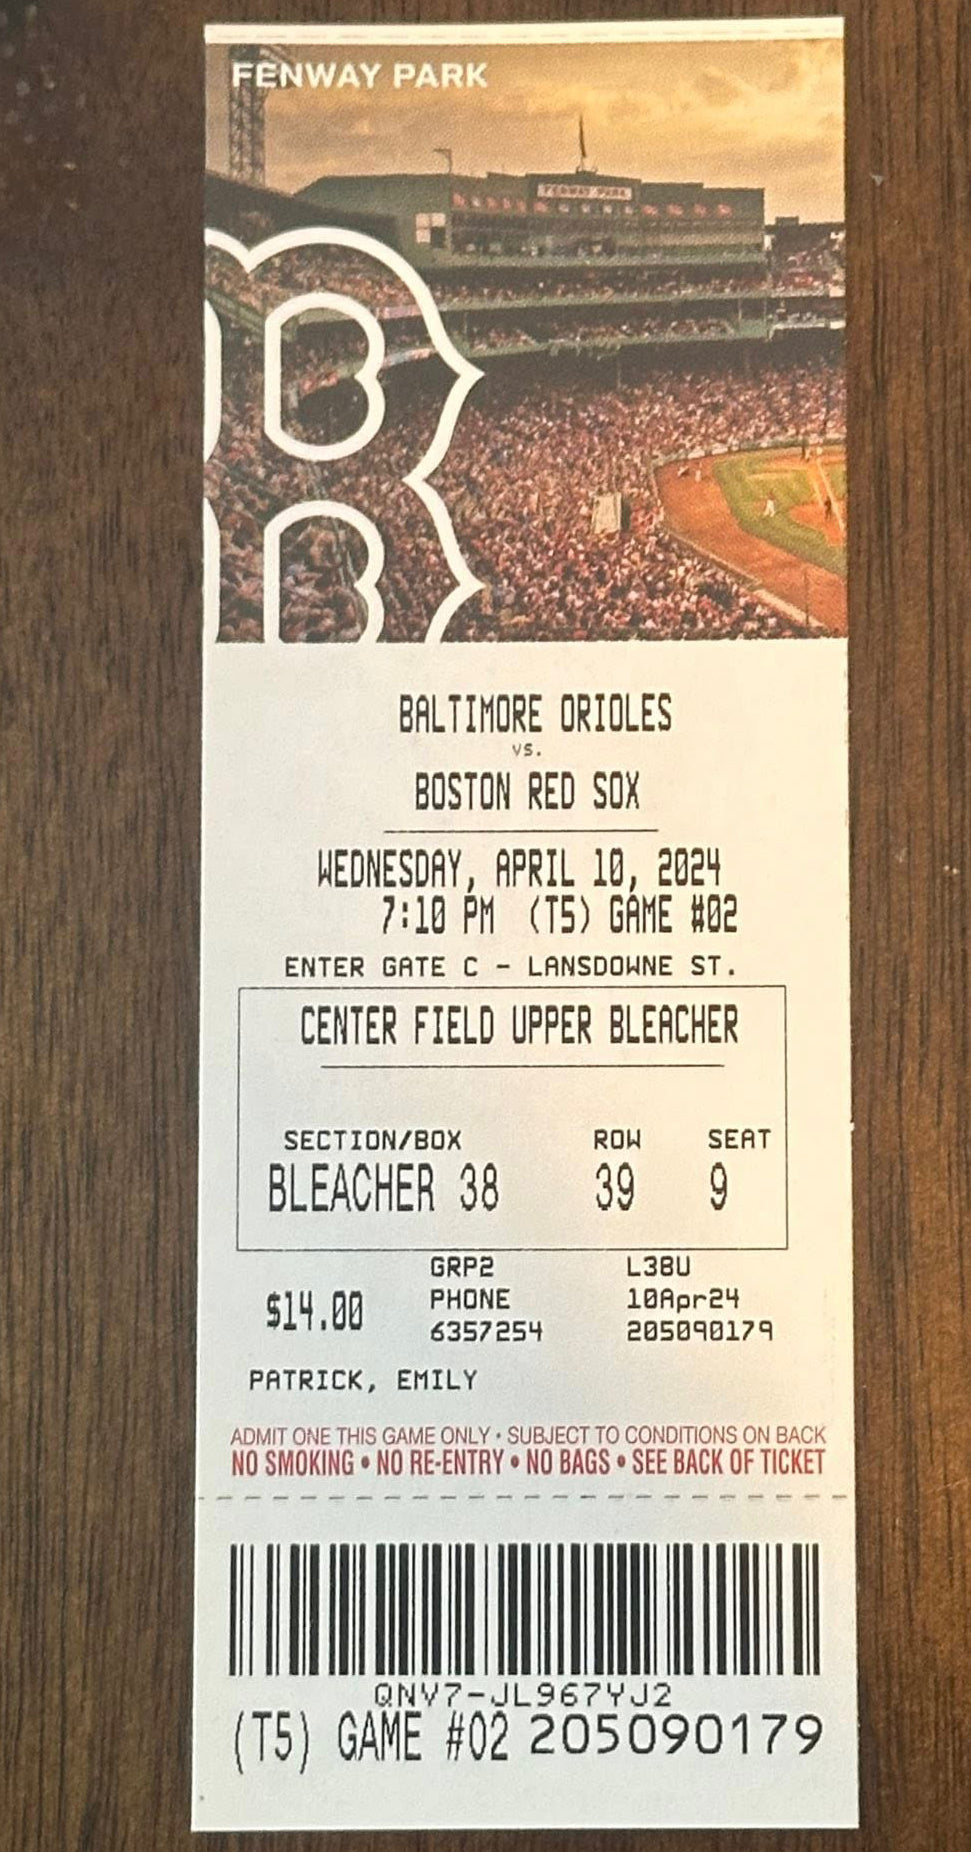 FENWAY PARK
FENWAY PARK
BALTIMORE ORIOLES
vs.
BOSTON RED SOX
WEDNESDAY, APRIL 10, 2024
7:10 PM (T5) GAME #02
ENTER GATE C - LANSDOWNE ST.
CENTER FIELD UPPER BLEACHER
SECTION/BOX ROW SEAT
BLEACHER 38 39 9
GRP2 L38U
$14.00 PHONE 10Apr24
6357254 205090179
PATRICK, EMILY
ADMIT ONE THIS GAME ONLY • SUBJECT TO CONDITIONS ON BACK
NO SMOKING • NO RE-ENTRY • NO BAGS • SEE BACK OF TICKET
QNV7-JL967YJ2
(T5) GAME #02 205090179